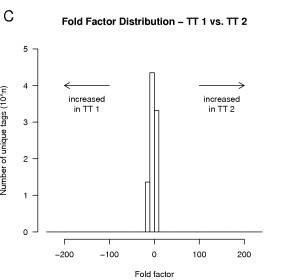 C
Fold Factor Distribution – TT 1 vs. TT 2
Number of unique tags (10^n)
5
4
3
2
1
0
increased
in TT 1
increased
in TT 2
−200 −100 0 100 200
Fold factor